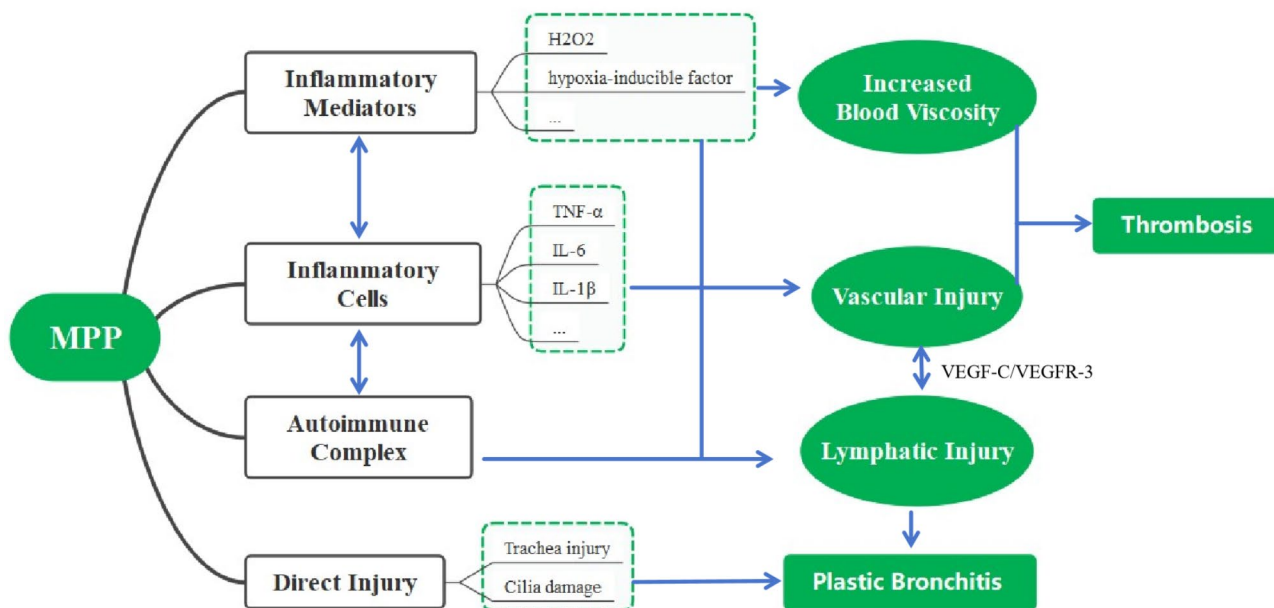 MPP
Inflammatory
Mediators
H2O2
hypoxia-inducible factor
...
Inflammatory
Cells
TNF-α
IL-6
IL-1β
...
Autoimmune
Complex
Direct Injury
Trachea injury
Cilia damage
Increased
Blood Viscosity
Vascular Injury
VEGF-C/VEGFR-3
Lymphatic Injury
Plastic Bronchitis
Thrombosis